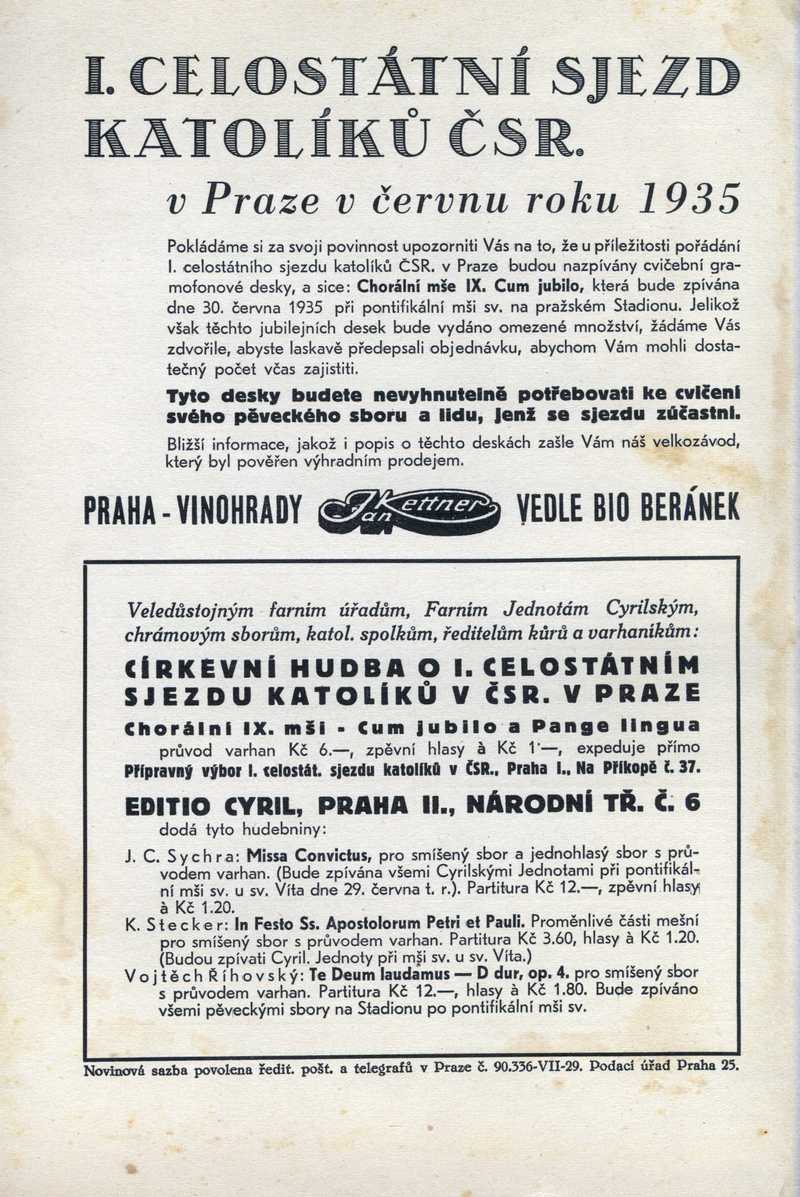 I. CELOSTÁTNÍ SJEZD
KATOLÍKŮ ČSR.
v Praze v červnu roku 1935
Pokládáme si za svoji povinnost upozorniti Vás na to, že u příležitosti pořádání
I. celostátního sjezdu katolíků ČSR. v Praze budou nazpívány cvičební gra-
mofonové desky, a sice: Chorální mše IX. Cum jubilo, která bude zpívána
dne 30. června 1935 při pontifikální mši sv. na pražském Stadionu. Jelikož
však těchto jubilejních desek bude vydáno omezené množství, žádáme Vás
zdvořile, abyste laskavě předepsali objednávku, abychom Vám mohli dosta-
tečný počet včas zajistiti.
Tyto desky budete nevyhnutelně potřebovati ke cvičení
svého pěveckého sboru a lidu, jenž se sjezdu zúčastní.
Bližší informace, jakož i popis o těchto deskách zašle Vám náš velkozávod,
který byl pověřen výhradním prodejem.
PRAHA - VINOHRADY Jan Kettner VEDLE BIO BERÁNEK
Veledůstojným farním úřadům, Farním Jednotám Cyrilským,
chrámovým sborům, katol. spolkům, ředitelům kůrů a varhaníkům:
CÍRKEVNÍ HUDBA O I. CELOSTÁTNÍM
SJEZDU KATOLÍKŮ V ČSR. V PRAZE
Chorální IX. mši - Cum jubilo a Pange lingua
průvod varhan Kč 6.—, zpěvní hlasy à Kč 1·—, expeduje přímo
Přípravný výbor I. celostát. sjezdu katolíků v ČSR., Praha I., Na Příkopě č. 37.
EDITIO CYRIL, PRAHA II., NÁRODNÍ TŘ. Č. 6
dodá tyto hudebniny:
J. C. Sychra: Missa Convictus, pro smíšený sbor a jednohlasý sbor s prů-
vodem varhan. (Bude zpívána všemi Cyrilskými Jednotami při pontifikál-
ní mši sv. u sv. Víta dne 29. června t. r.). Partitura Kč 12.—, zpěvní hlasy
à Kč 1.20.
K. Stecker: In Festo Ss. Apostolorum Petri et Pauli. Proměnlivé části mešní
pro smíšený sbor s průvodem varhan. Partitura Kč 3.60, hlasy à Kč 1.20.
(Budou zpívati Cyril. Jednoty při mši sv. u sv. Víta.)
Vojtěch Říhovský: Te Deum laudamus — D dur, op. 4. pro smíšený sbor
s průvodem varhan. Partitura Kč 12.—, hlasy à Kč 1.80. Bude zpíváno
všemi pěveckými sbory na Stadionu po pontifikální mši sv.
Novinová sazba povolena ředit. pošt. a telegrafů v Praze č. 90.336-VII-29. Podací úřad Praha 25.